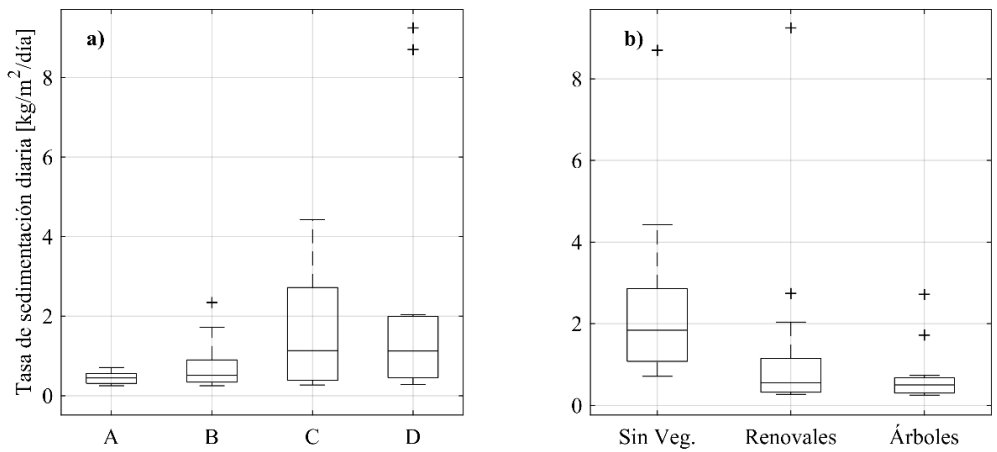 a)
Tasa de sedimentación diaria [kg/m²/día]
8
6
4
2
0
A B C D
b)
8
6
4
2
0
Sin Veg. Renovales Árboles